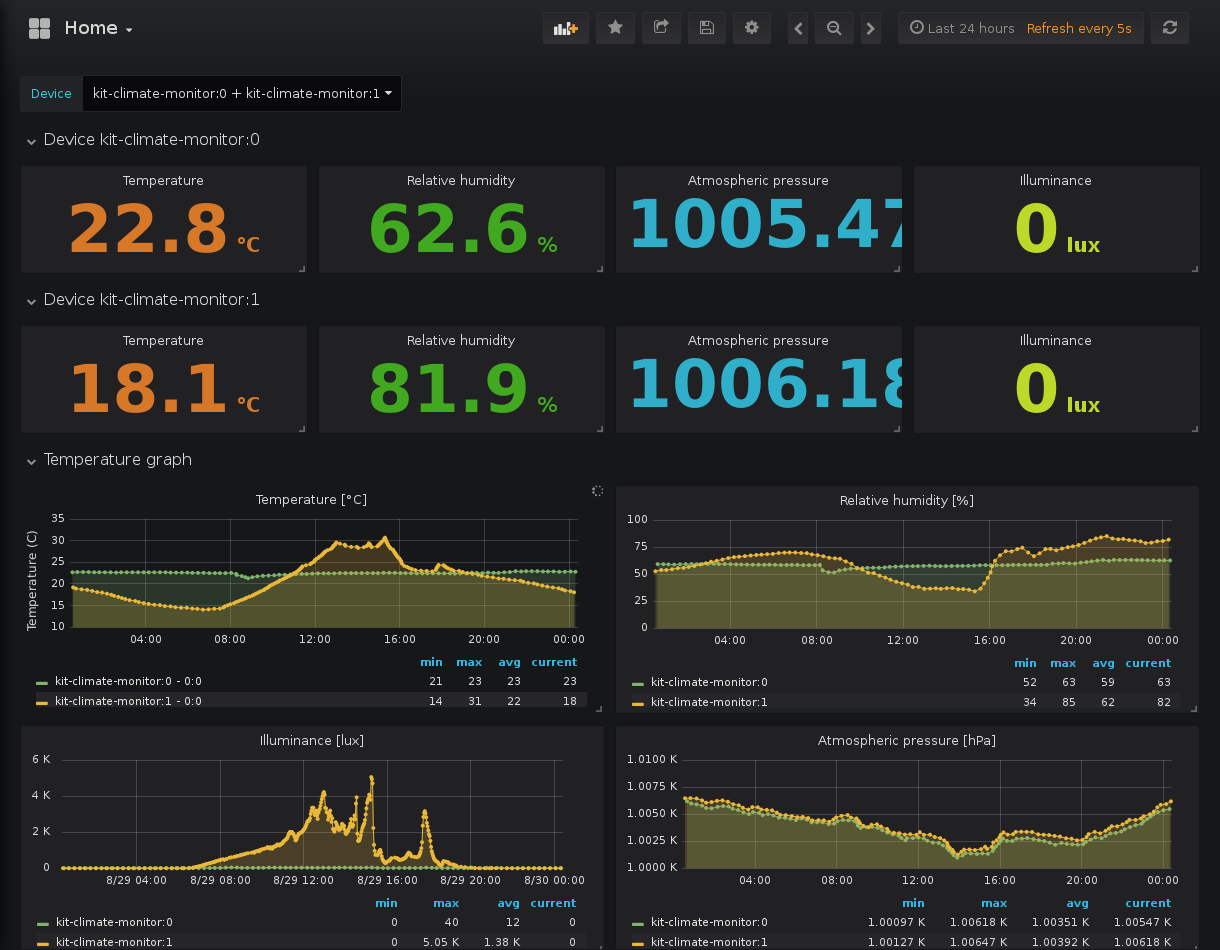 Home
Last 24 hours Refresh every 5s
Device kit-climate-monitor:0 + kit-climate-monitor:1
Device kit-climate-monitor:0
Temperature
22.8 °C
Relative humidity
62.6 %
Atmospheric pressure
1005.47
Illuminance
0 lux
Device kit-climate-monitor:1
Temperature
18.1 °C
Relative humidity
81.9 %
Atmospheric pressure
1006.18
Illuminance
0 lux
Temperature graph
Temperature [°C]
Temperature (C)
35
30
25
20
15
10
04:00 08:00 12:00 16:00 20:00 00:00
min max avg current
kit-climate-monitor:0 - 0:0 21 23 23 23
kit-climate-monitor:1 - 0:0 14 31 22 18
Relative humidity [%]
100
75
50
25
0
04:00 08:00 12:00 16:00 20:00 00:00
min max avg current
kit-climate-monitor:0 52 63 59 63
kit-climate-monitor:1 34 85 62 82
Illuminance [lux]
6 K
4 K
2 K
0
8/29 04:00 8/29 08:00 8/29 12:00 8/29 16:00 8/29 20:00 8/30 00:00
min max avg current
kit-climate-monitor:0 0 40 12 0
kit-climate-monitor:1 0 5.05 K 1.38 K 0
Atmospheric pressure [hPa]
1.0100 K
1.0075 K
1.0050 K
1.0025 K
1.0000 K
04:00 08:00 12:00 16:00 20:00 00:00
min max avg current
kit-climate-monitor:0 1.00097 K 1.00618 K 1.00351 K 1.00547 K
kit-climate-monitor:1 1.00127 K 1.00647 K 1.00392 K 1.00618 K